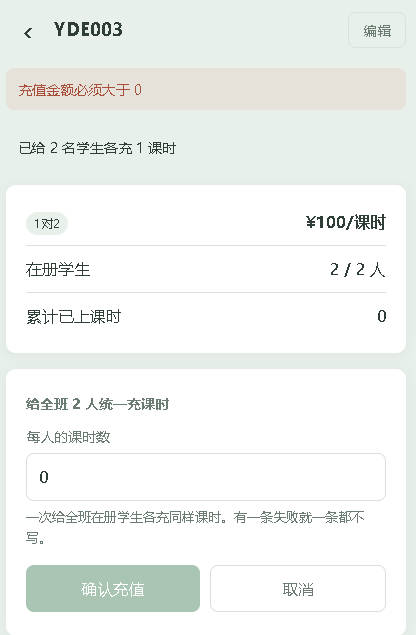 ‹ YDE003 编辑
充值金额必须大于 0
已给 2 名学生各充 1 课时
1对2 ¥100/课时
在册学生 2 / 2 人
累计已上课时 0
给全班 2 人统一充课时
每人的课时数
0
一次给全班在册学生各充同样课时。有一条失败就一条都不
写。
确认充值 取消